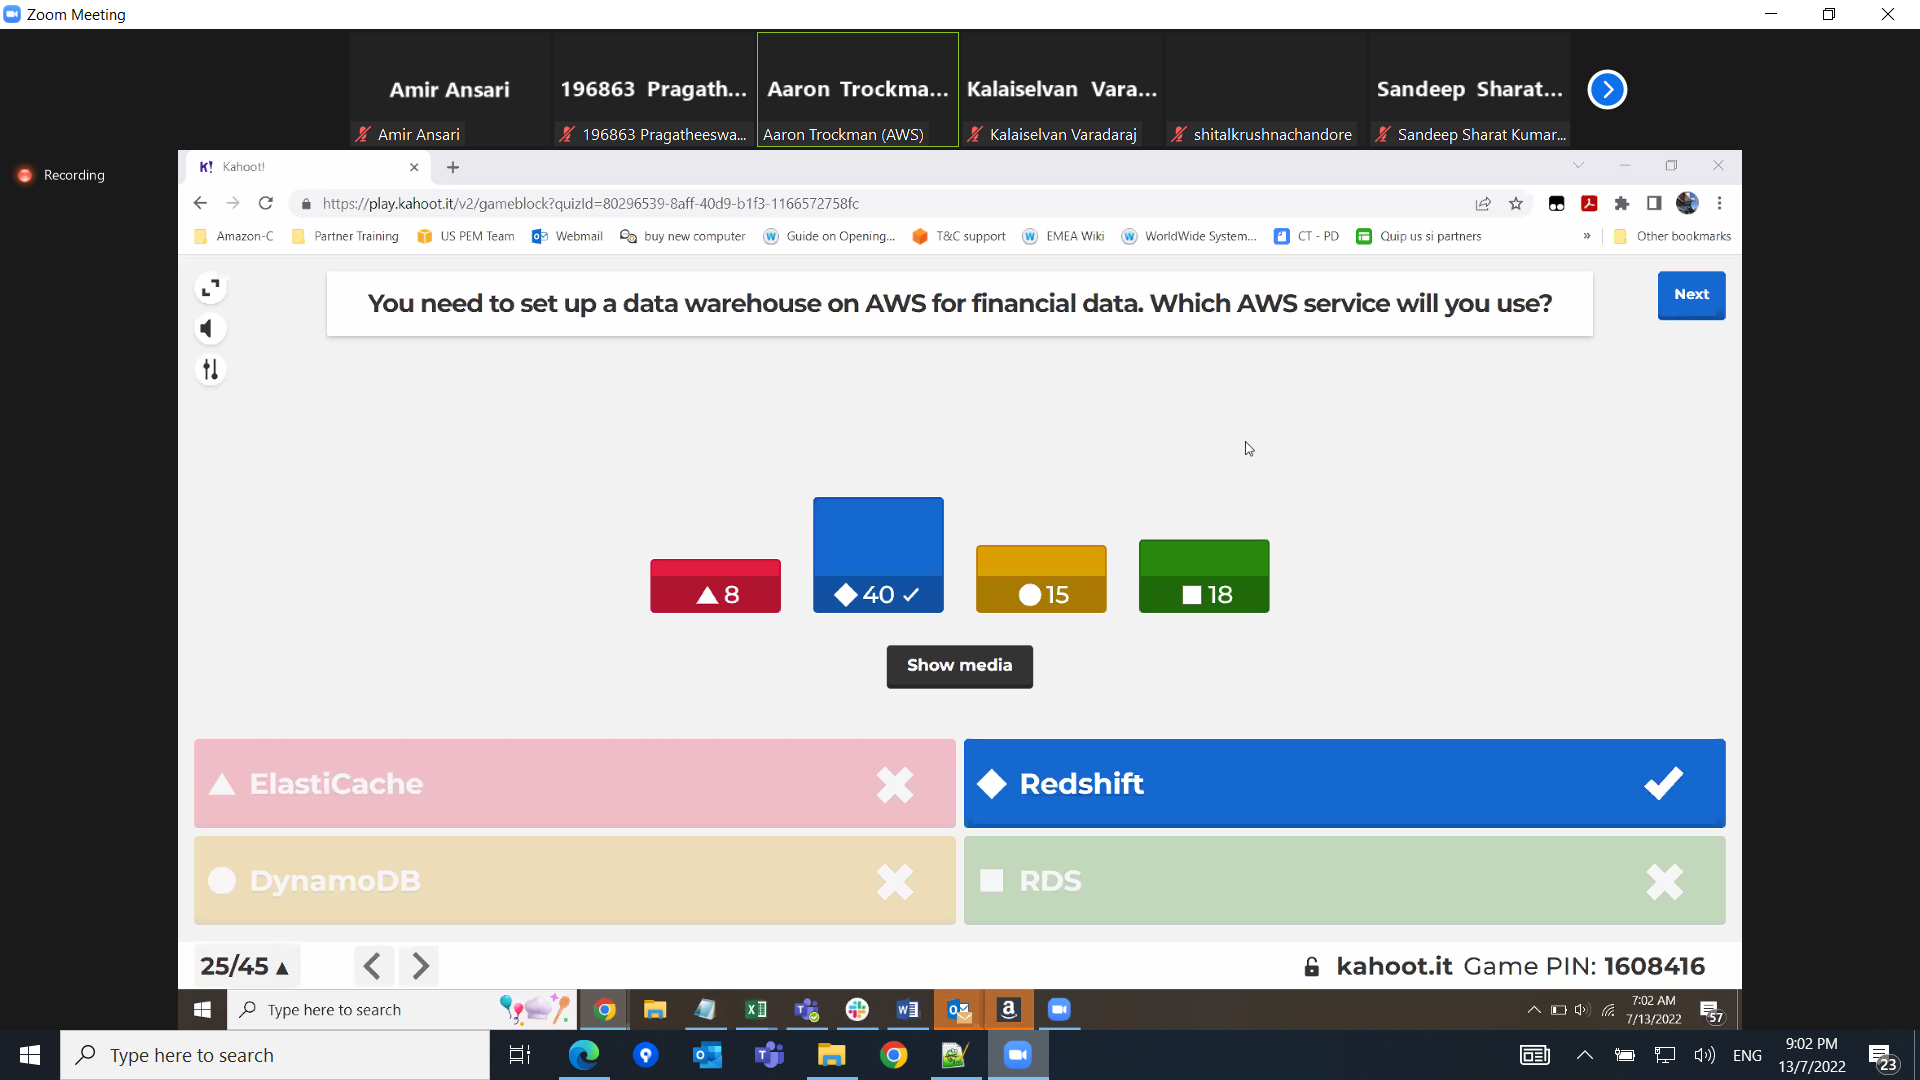 Zoom Meeting
Amir Ansari
196863 Pragath...
Aaron Trockma...
Kalaiselvan Vara...
Sandeep Sharat...
Amir Ansari
196863 Pragatheeswa...
Aaron Trockman (AWS)
Kalaiselvan Varadaraj
shitalkrushnachandore
Sandeep Sharat Kumar...
Recording
K! Kahoot!
https://play.kahoot.it/v2/gameblock?quizId=80296539-8aff-40d9-b1f3-1166572758fc
Amazon-C
Partner Training
US PEM Team
Webmail
buy new computer
Guide on Opening...
T&C support
EMEA Wiki
WorldWide System...
CT - PD
Quip us si partners
»
Other bookmarks
You need to set up a data warehouse on AWS for financial data. Which AWS service will you use?
Next
8
40
15
18
Show media
ElastiCache
Redshift
DynamoDB
RDS
25/45
kahoot.it Game PIN: 1608416
Type here to search
7:02 AM
7/13/2022
57
Type here to search
ENG
9:02 PM
13/7/2022
23